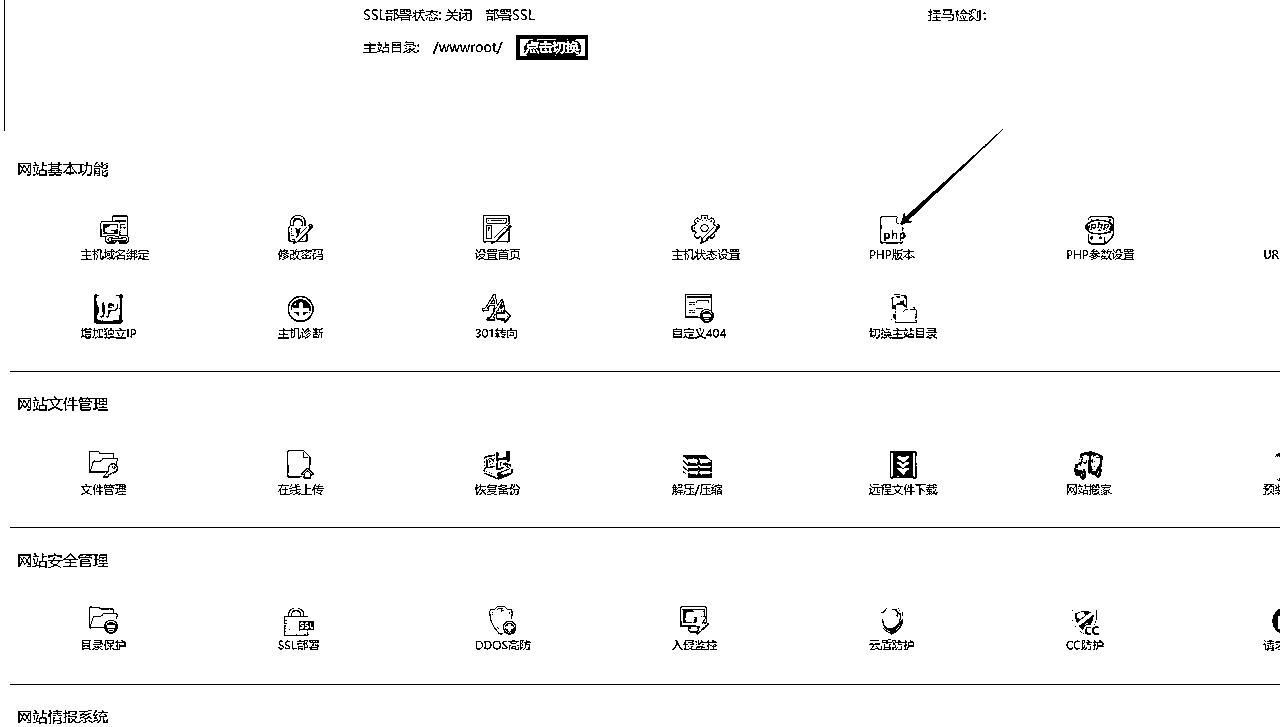 SSL部署状态: 关闭 部署SSL
挂马检测:
主站目录: /wwwroot/ 点击切换
网站基本功能
主机域名绑定 修改密码 设置首页 主机状态设置 PHP版本 PHP参数设置 UR
增加独立IP 主机诊断 301转向 自定义404 切换主站目录
网站文件管理
文件管理 在线上传 恢复备份 解压/压缩 远程文件下载 网站搬家 预
网站安全管理
目录保护 SSL部署 DDOS高防 入侵监控 云盾防护 CC防护 请
网站情报系统